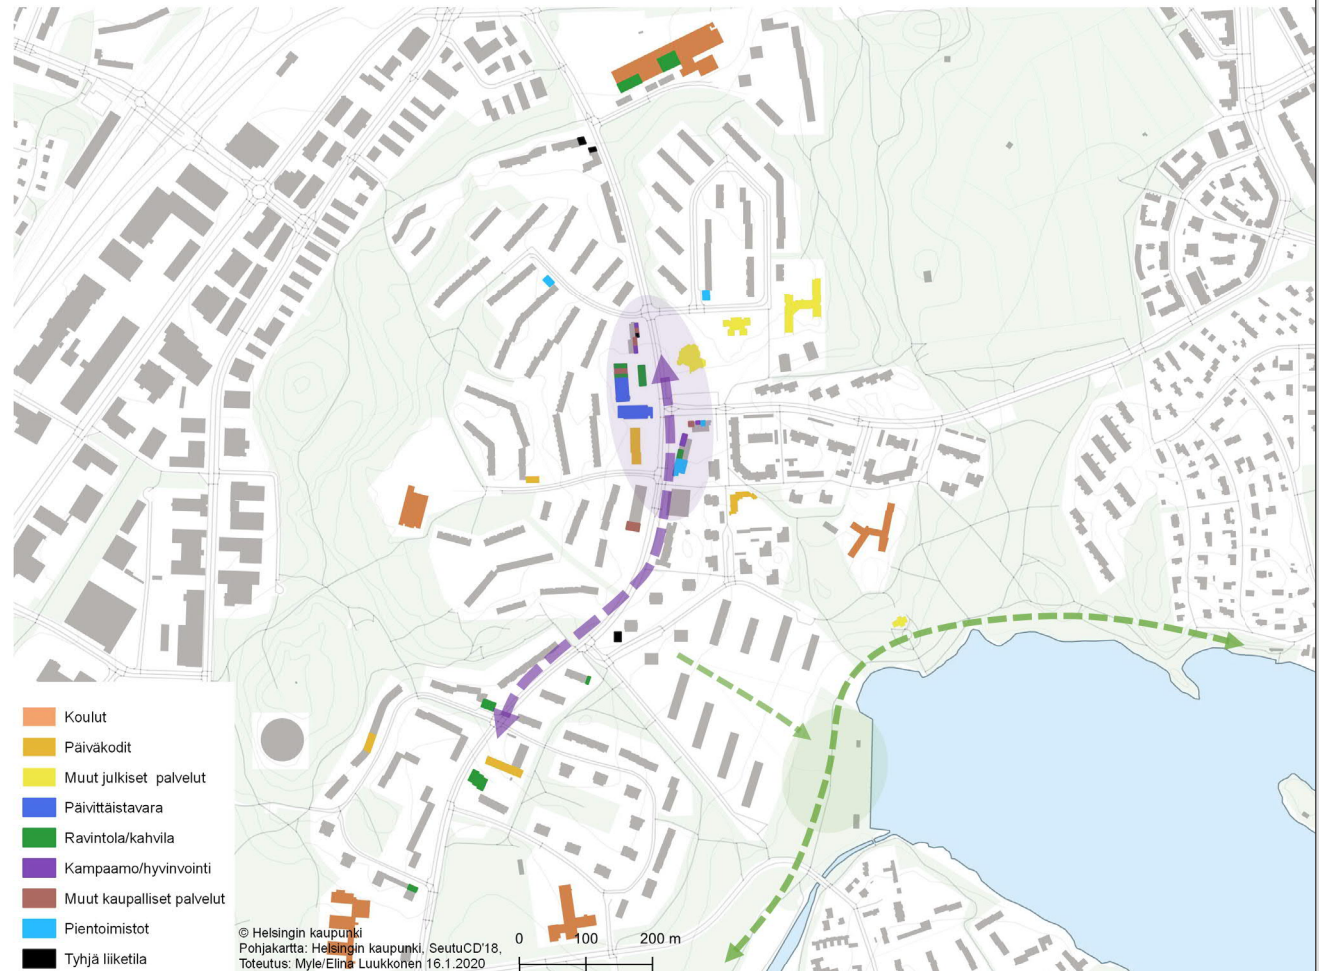 Koulut
Päiväkodit
Muut julkiset palvelut
Päivittäistavara
Ravintola/kahvila
Kampaamo/hyvinvointi
Muut kaupalliset palvelut
Pientoimistot
Tyhjä liiketila
© Helsingin kaupunki
Pohjakartta: Helsingin kaupunki, SeutuCD'18,
Toteutus: Myle/Elina Luukkonen 16.1.2020
0 100 200 m